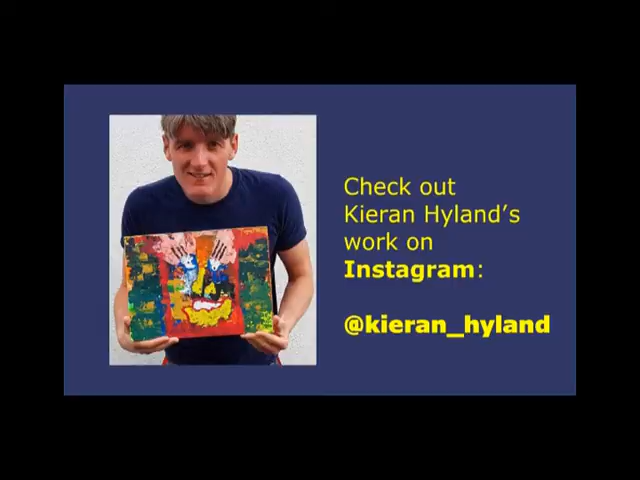 Check out
Kieran Hyland’s
work on
Instagram:
@kieran_hyland